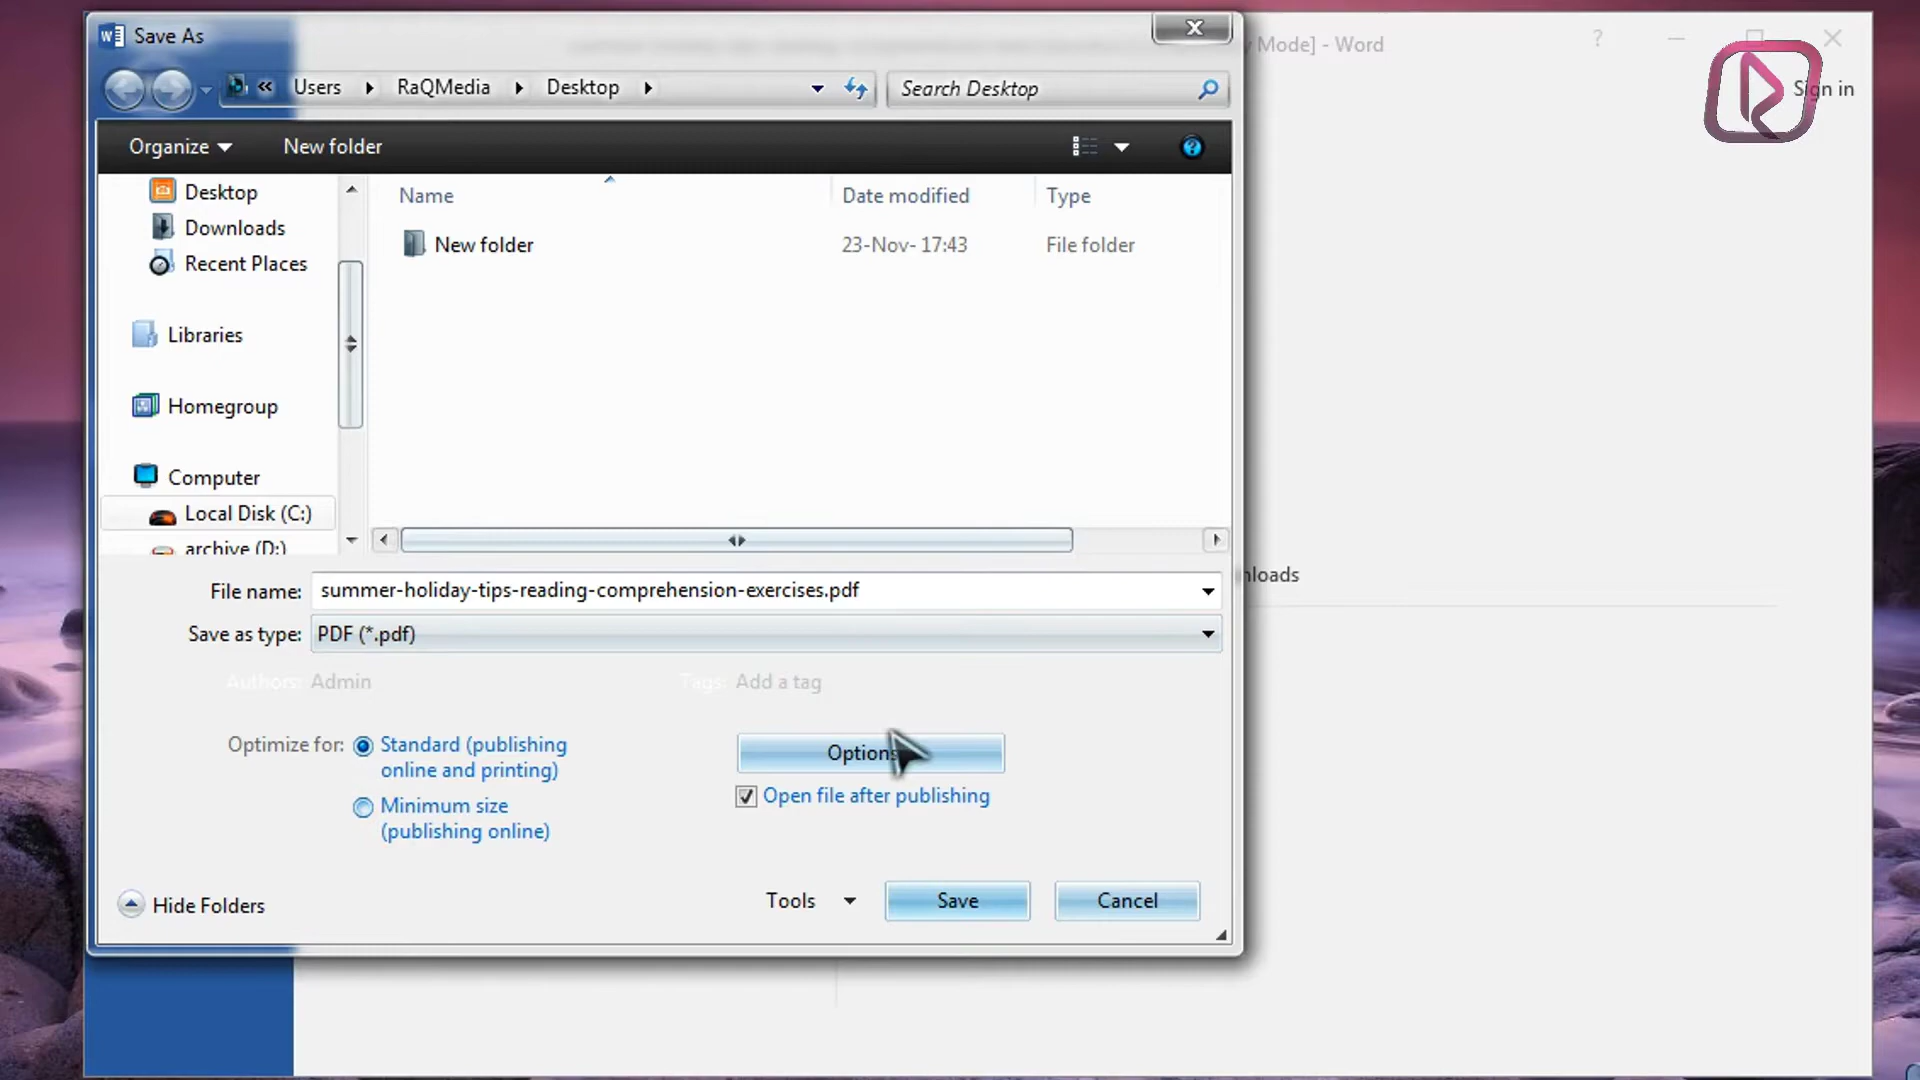 Save As
y Mode] - Word
?
Sign in
«
Users
RaQMedia
Desktop
Search Desktop
Organize
New folder
?
Name
Date modified
Type
Desktop
Downloads
Recent Places
Libraries
Homegroup
Computer
Local Disk (C:)
archive (D:)
New folder
23-Nov- 17:43
File folder
nloads
File name:
summer-holiday-tips-reading-comprehension-exercises.pdf
Save as type:
PDF (*.pdf)
Authors:
Admin
Tags:
Add a tag
Optimize for:
Standard (publishing
online and printing)
Minimum size
(publishing online)
Options
Open file after publishing
Hide Folders
Tools
Save
Cancel